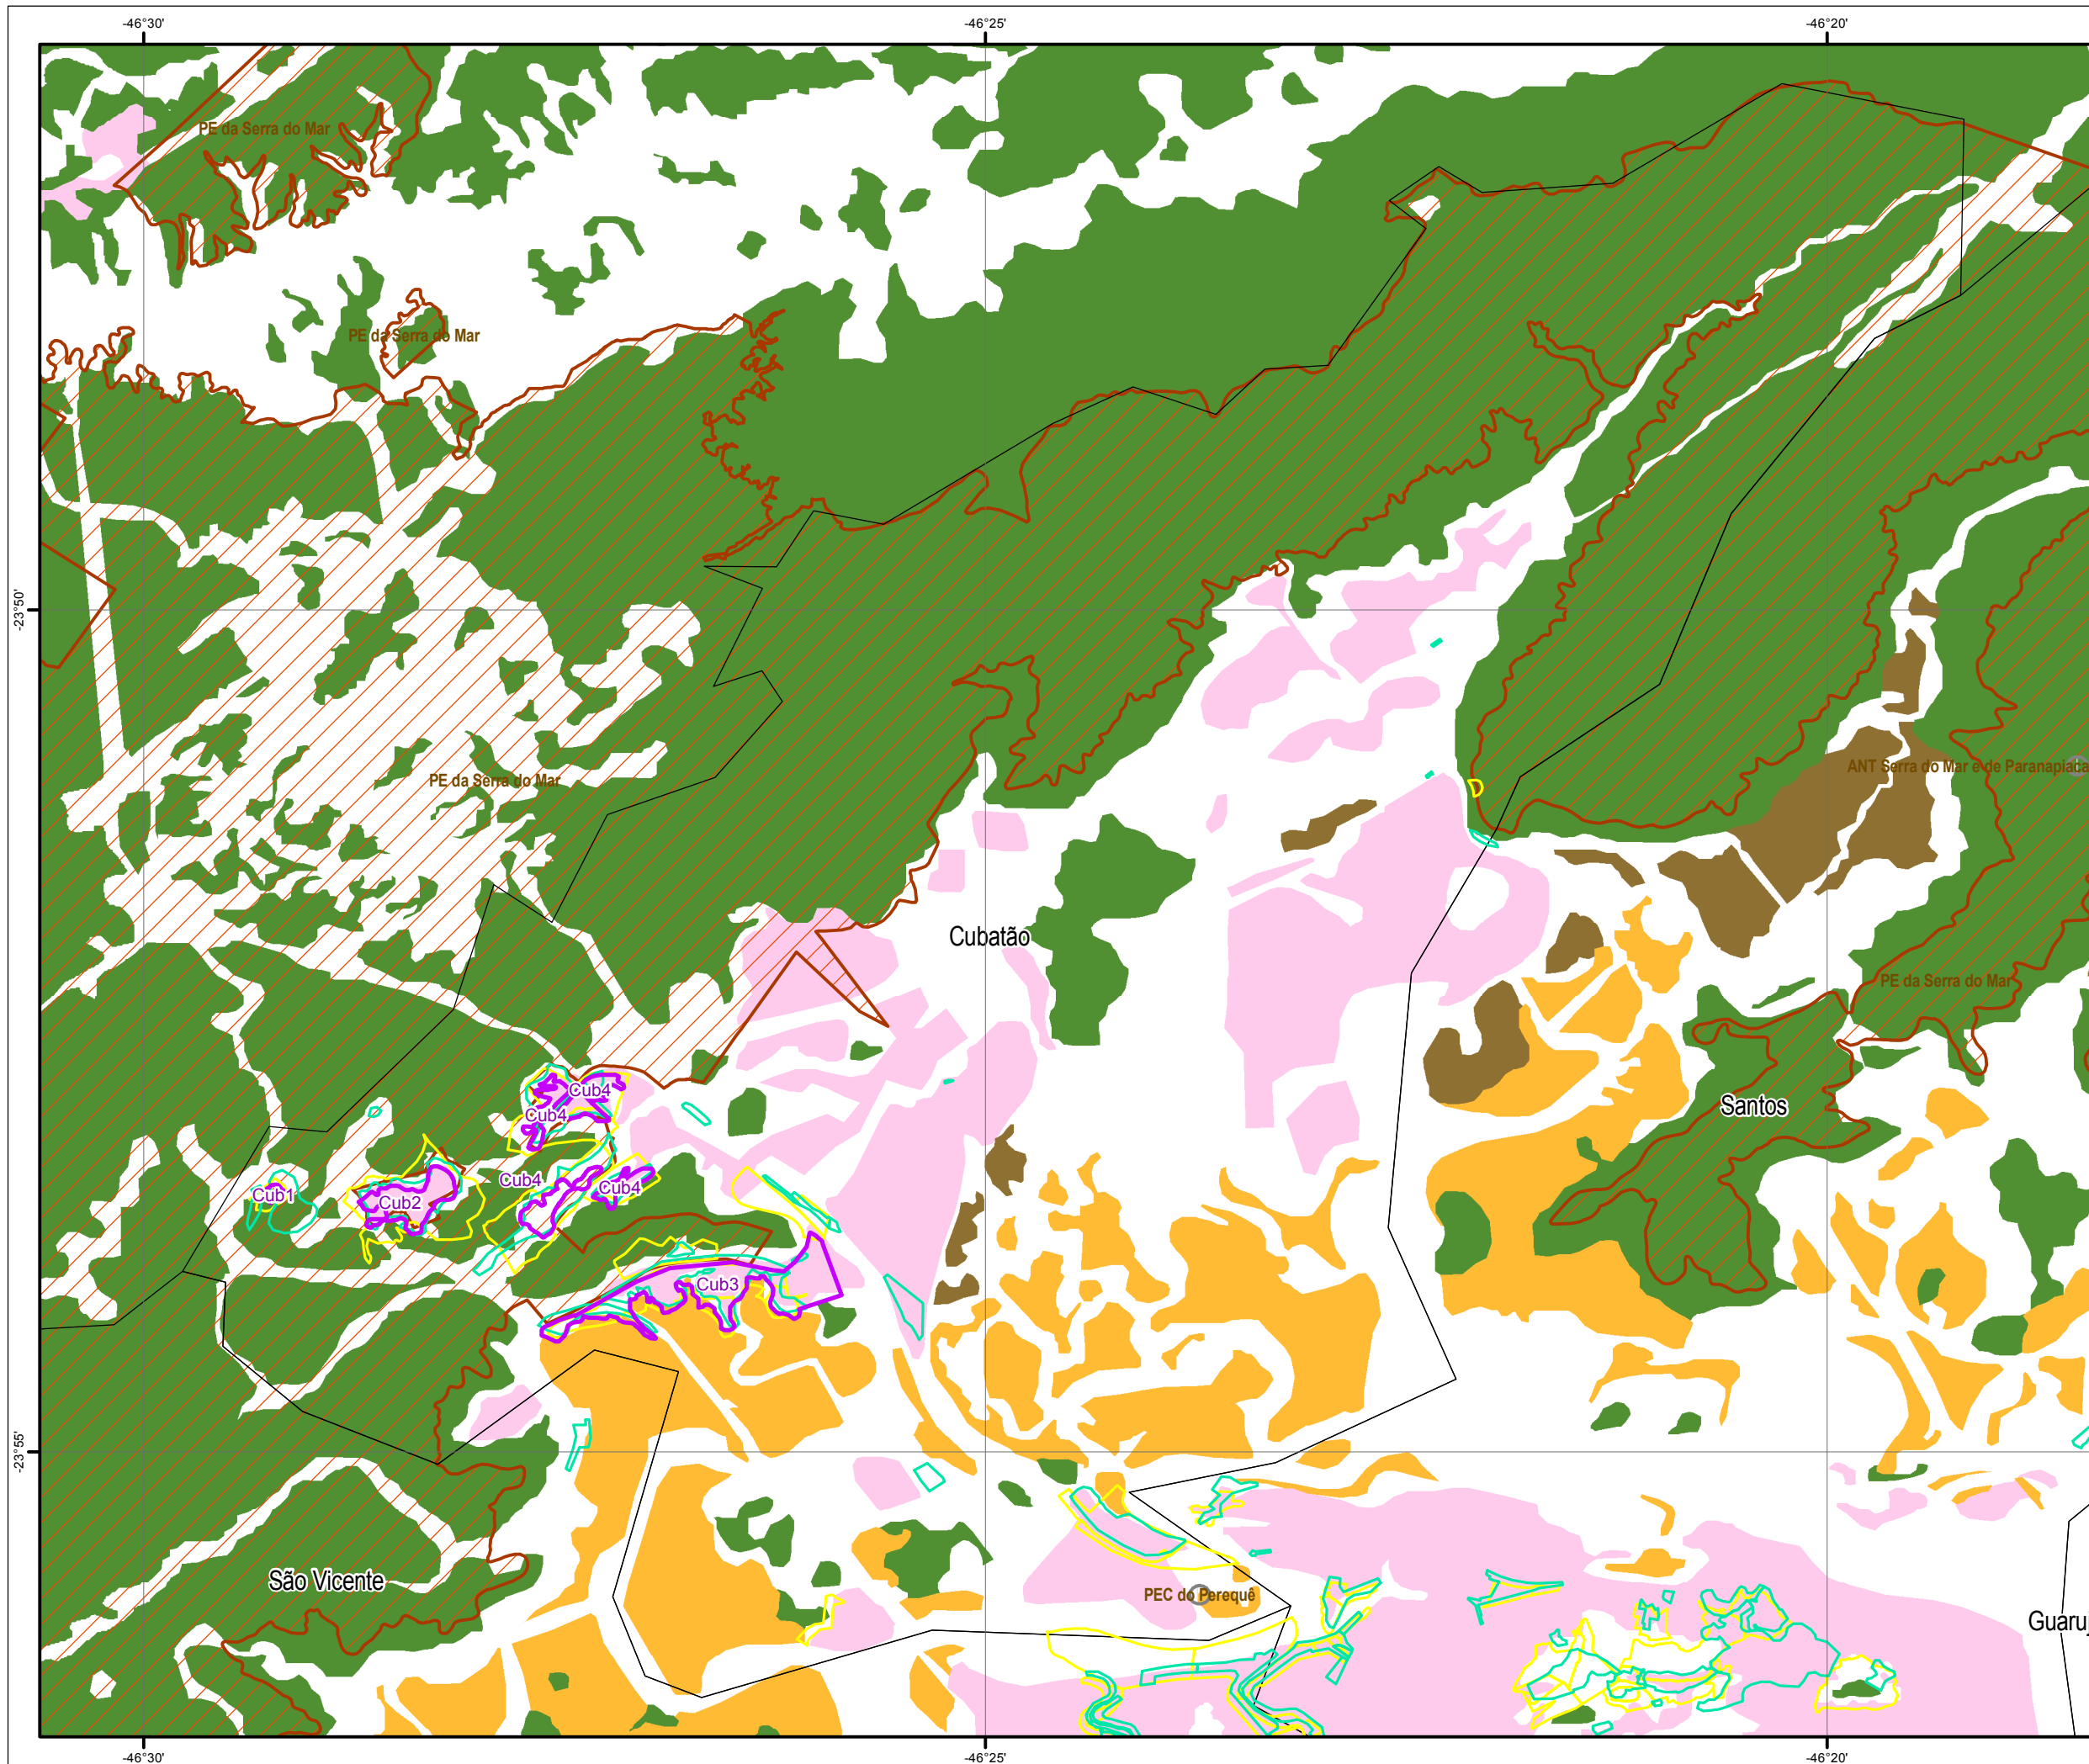 -46°30' -46°25' -46°20'
PE da Serra do Mar
PE da Serra do Mar
-23°50'
ANT Serra do Mar e de Paranapiaca
PE da Serra do Mar
Cubatão
PE da Serra do Mar
Cub4
Santos
Cub4
Cub4
Cub4
Cub1
Cub2
Cub3
-23°55'
São Vicente
PEC do Perequê
Guaruj
-46°30' -46°25' -46°20'